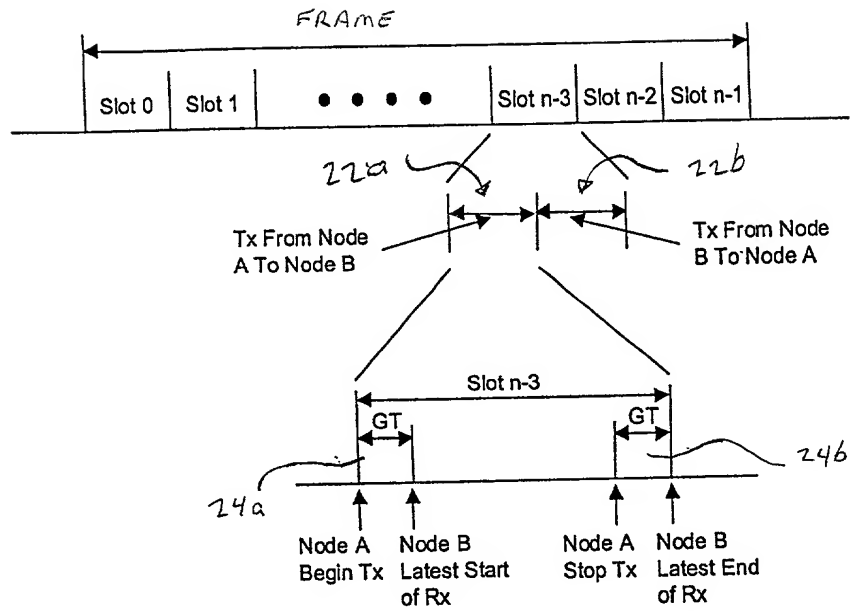 FRAME
Slot 0 Slot 1 Slot n-3 Slot n-2 Slot n-1
22a 22b
Tx From Node
A To Node B
Tx From Node
B To Node A
Slot n-3
GT GT
24a 24b
Node A
Begin Tx
Node B
Latest Start
of Rx
Node A
Stop Tx
Node B
Latest End
of Rx